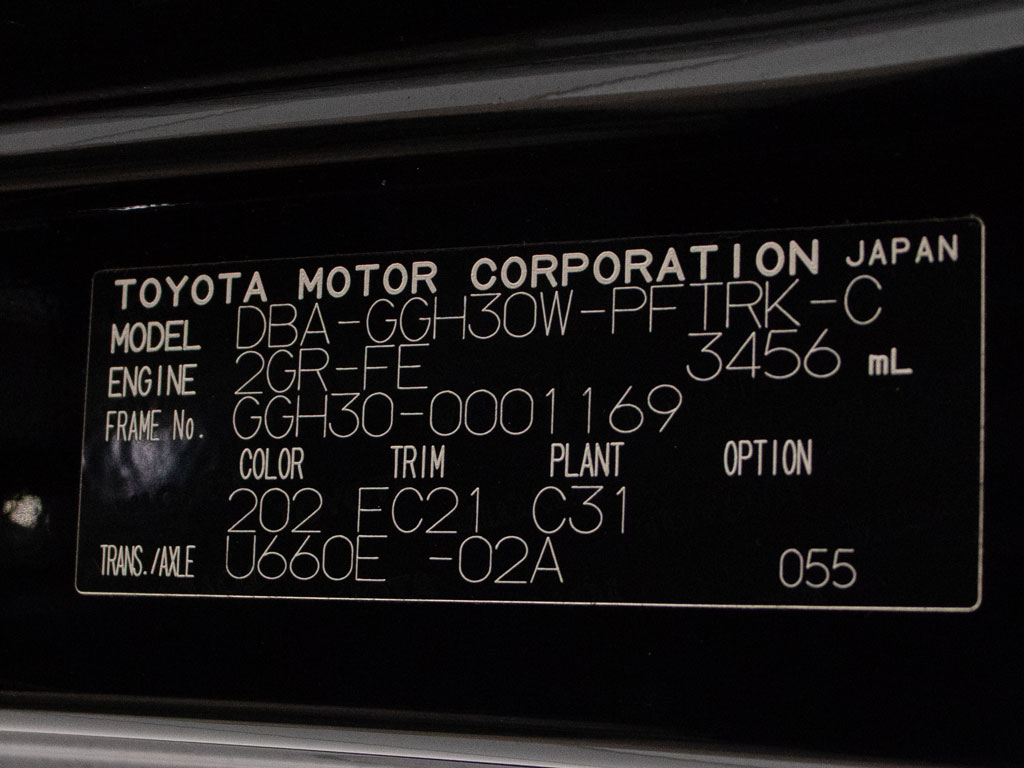 TOYOTA MOTOR CORPORATION JAPAN
MODEL DBA-GGH30W-PFTRK-C
ENGINE 2GR-FE 3456 mL
FRAME No. GGH30-0001169
COLOR TRIM PLANT OPTION
202 FC21 C31
TRANS./AXLE U660E -02A 055